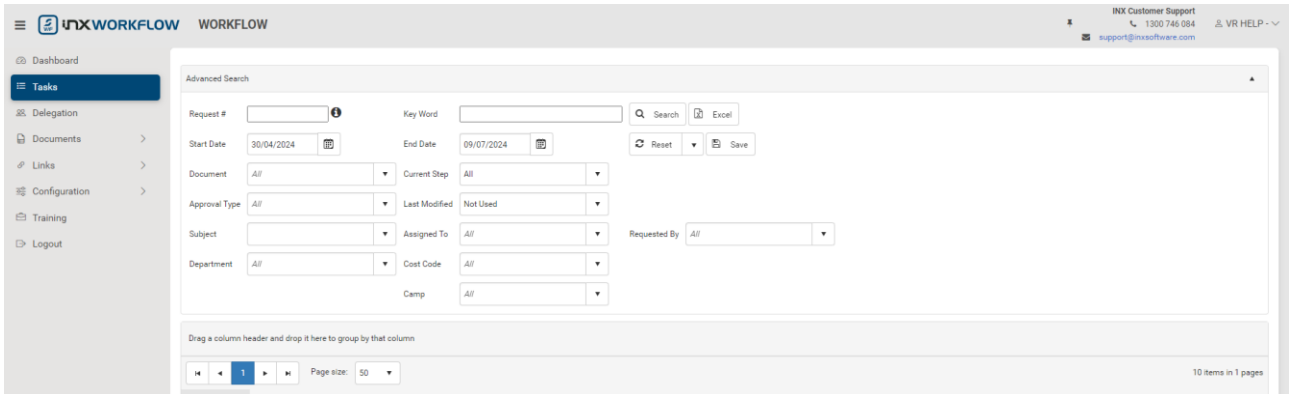 INX Customer Support
INXWORKFLOW WORKFLOW 1300 746 084 VR HELP -
support@inxsoftware.com
Dashboard
Tasks
Delegation
Documents
Links
Configuration
Training
Logout
Advanced Search
Request # Key Word Search Excel
Start Date 30/04/2024 End Date 09/07/2024 Reset Save
Document All Current Step All
Approval Type All Last Modified Not Used
Subject Assigned To All Requested By All
Department All Cost Code All
Camp All
Drag a column header and drop it here to group by that column
1 Page size: 50 10 items in 1 pages